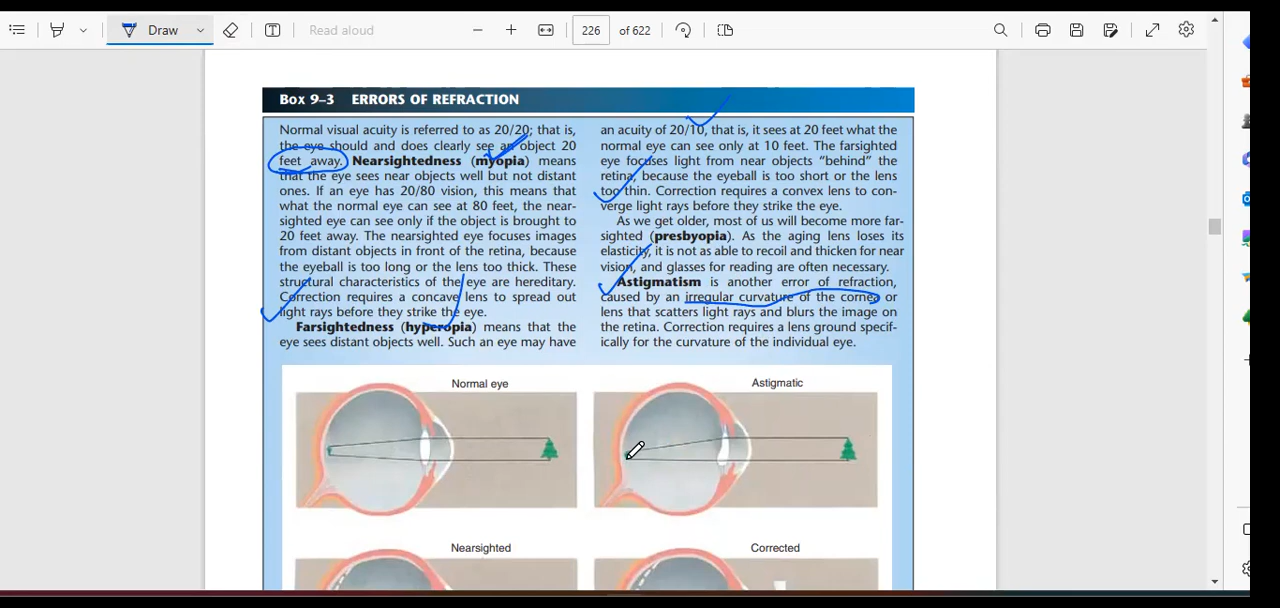 Draw
Read aloud
226
of 622
Box 9–3 ERRORS OF REFRACTION
Normal visual acuity is referred to as 20/20; that is,
the eye should and does clearly see an object 20
feet away. Nearsightedness (myopia) means
that the eye sees near objects well but not distant
ones. If an eye has 20/80 vision, this means that
what the normal eye can see at 80 feet, the near-
sighted eye can see only if the object is brought to
20 feet away. The nearsighted eye focuses images
from distant objects in front of the retina, because
the eyeball is too long or the lens too thick. These
structural characteristics of the eye are hereditary.
Correction requires a concave lens to spread out
light rays before they strike the eye.
Farsightedness (hyperopia) means that the
eye sees distant objects well. Such an eye may have
an acuity of 20/10, that is, it sees at 20 feet what the
normal eye can see only at 10 feet. The farsighted
eye focuses light from near objects “behind” the
retina, because the eyeball is too short or the lens
too thin. Correction requires a convex lens to con-
verge light rays before they strike the eye.
As we get older, most of us will become more far-
sighted (presbyopia). As the aging lens loses its
elasticity, it is not as able to recoil and thicken for near
vision, and glasses for reading are often necessary.
Astigmatism is another error of refraction,
caused by an irregular curvature of the cornea or
lens that scatters light rays and blurs the image on
the retina. Correction requires a lens ground specif-
ically for the curvature of the individual eye.
Normal eye
Astigmatic
Nearsighted
Corrected